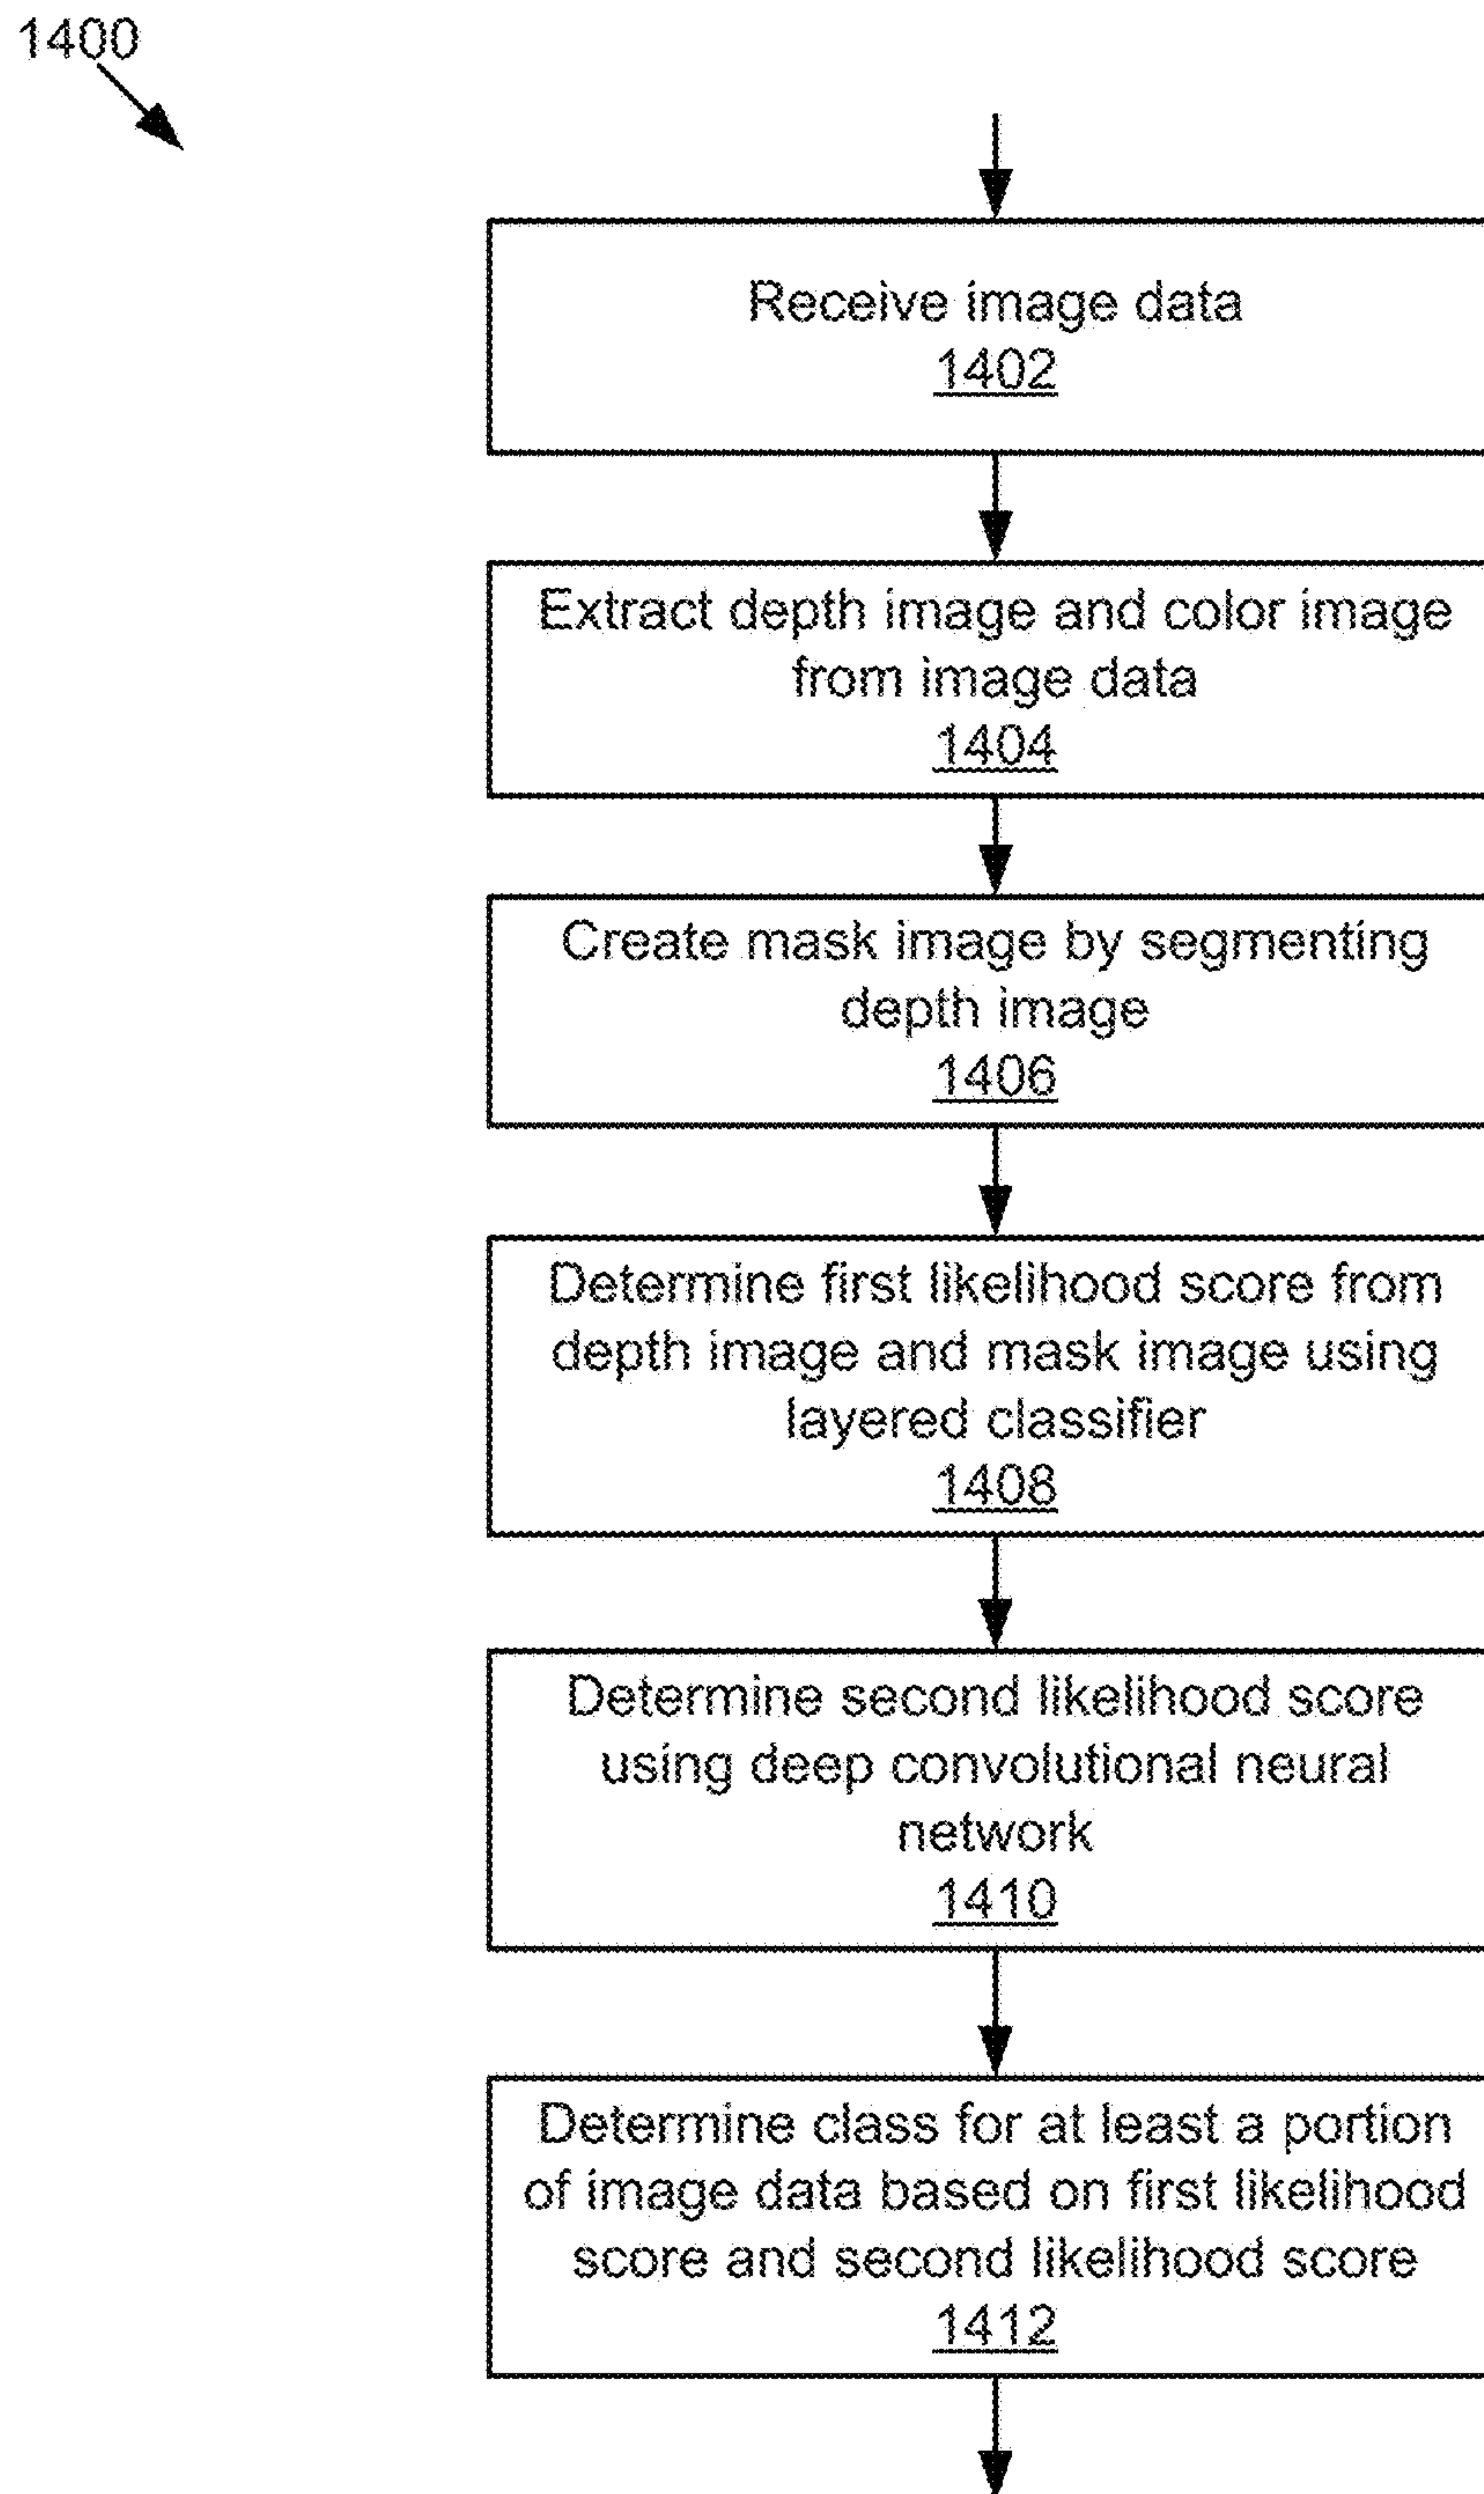 1400
Receive image data
1402
Extract depth image and color image
from image data
1404
Create mask image by segmenting
depth image
1406
Determine first likelihood score from
depth image and mask image using
layered classifier
1408
Determine second likelihood score
using deep convolutional neural
network
1410
Determine class for at least a portion
of image data based on first likelihood
score and second likelihood score
1412